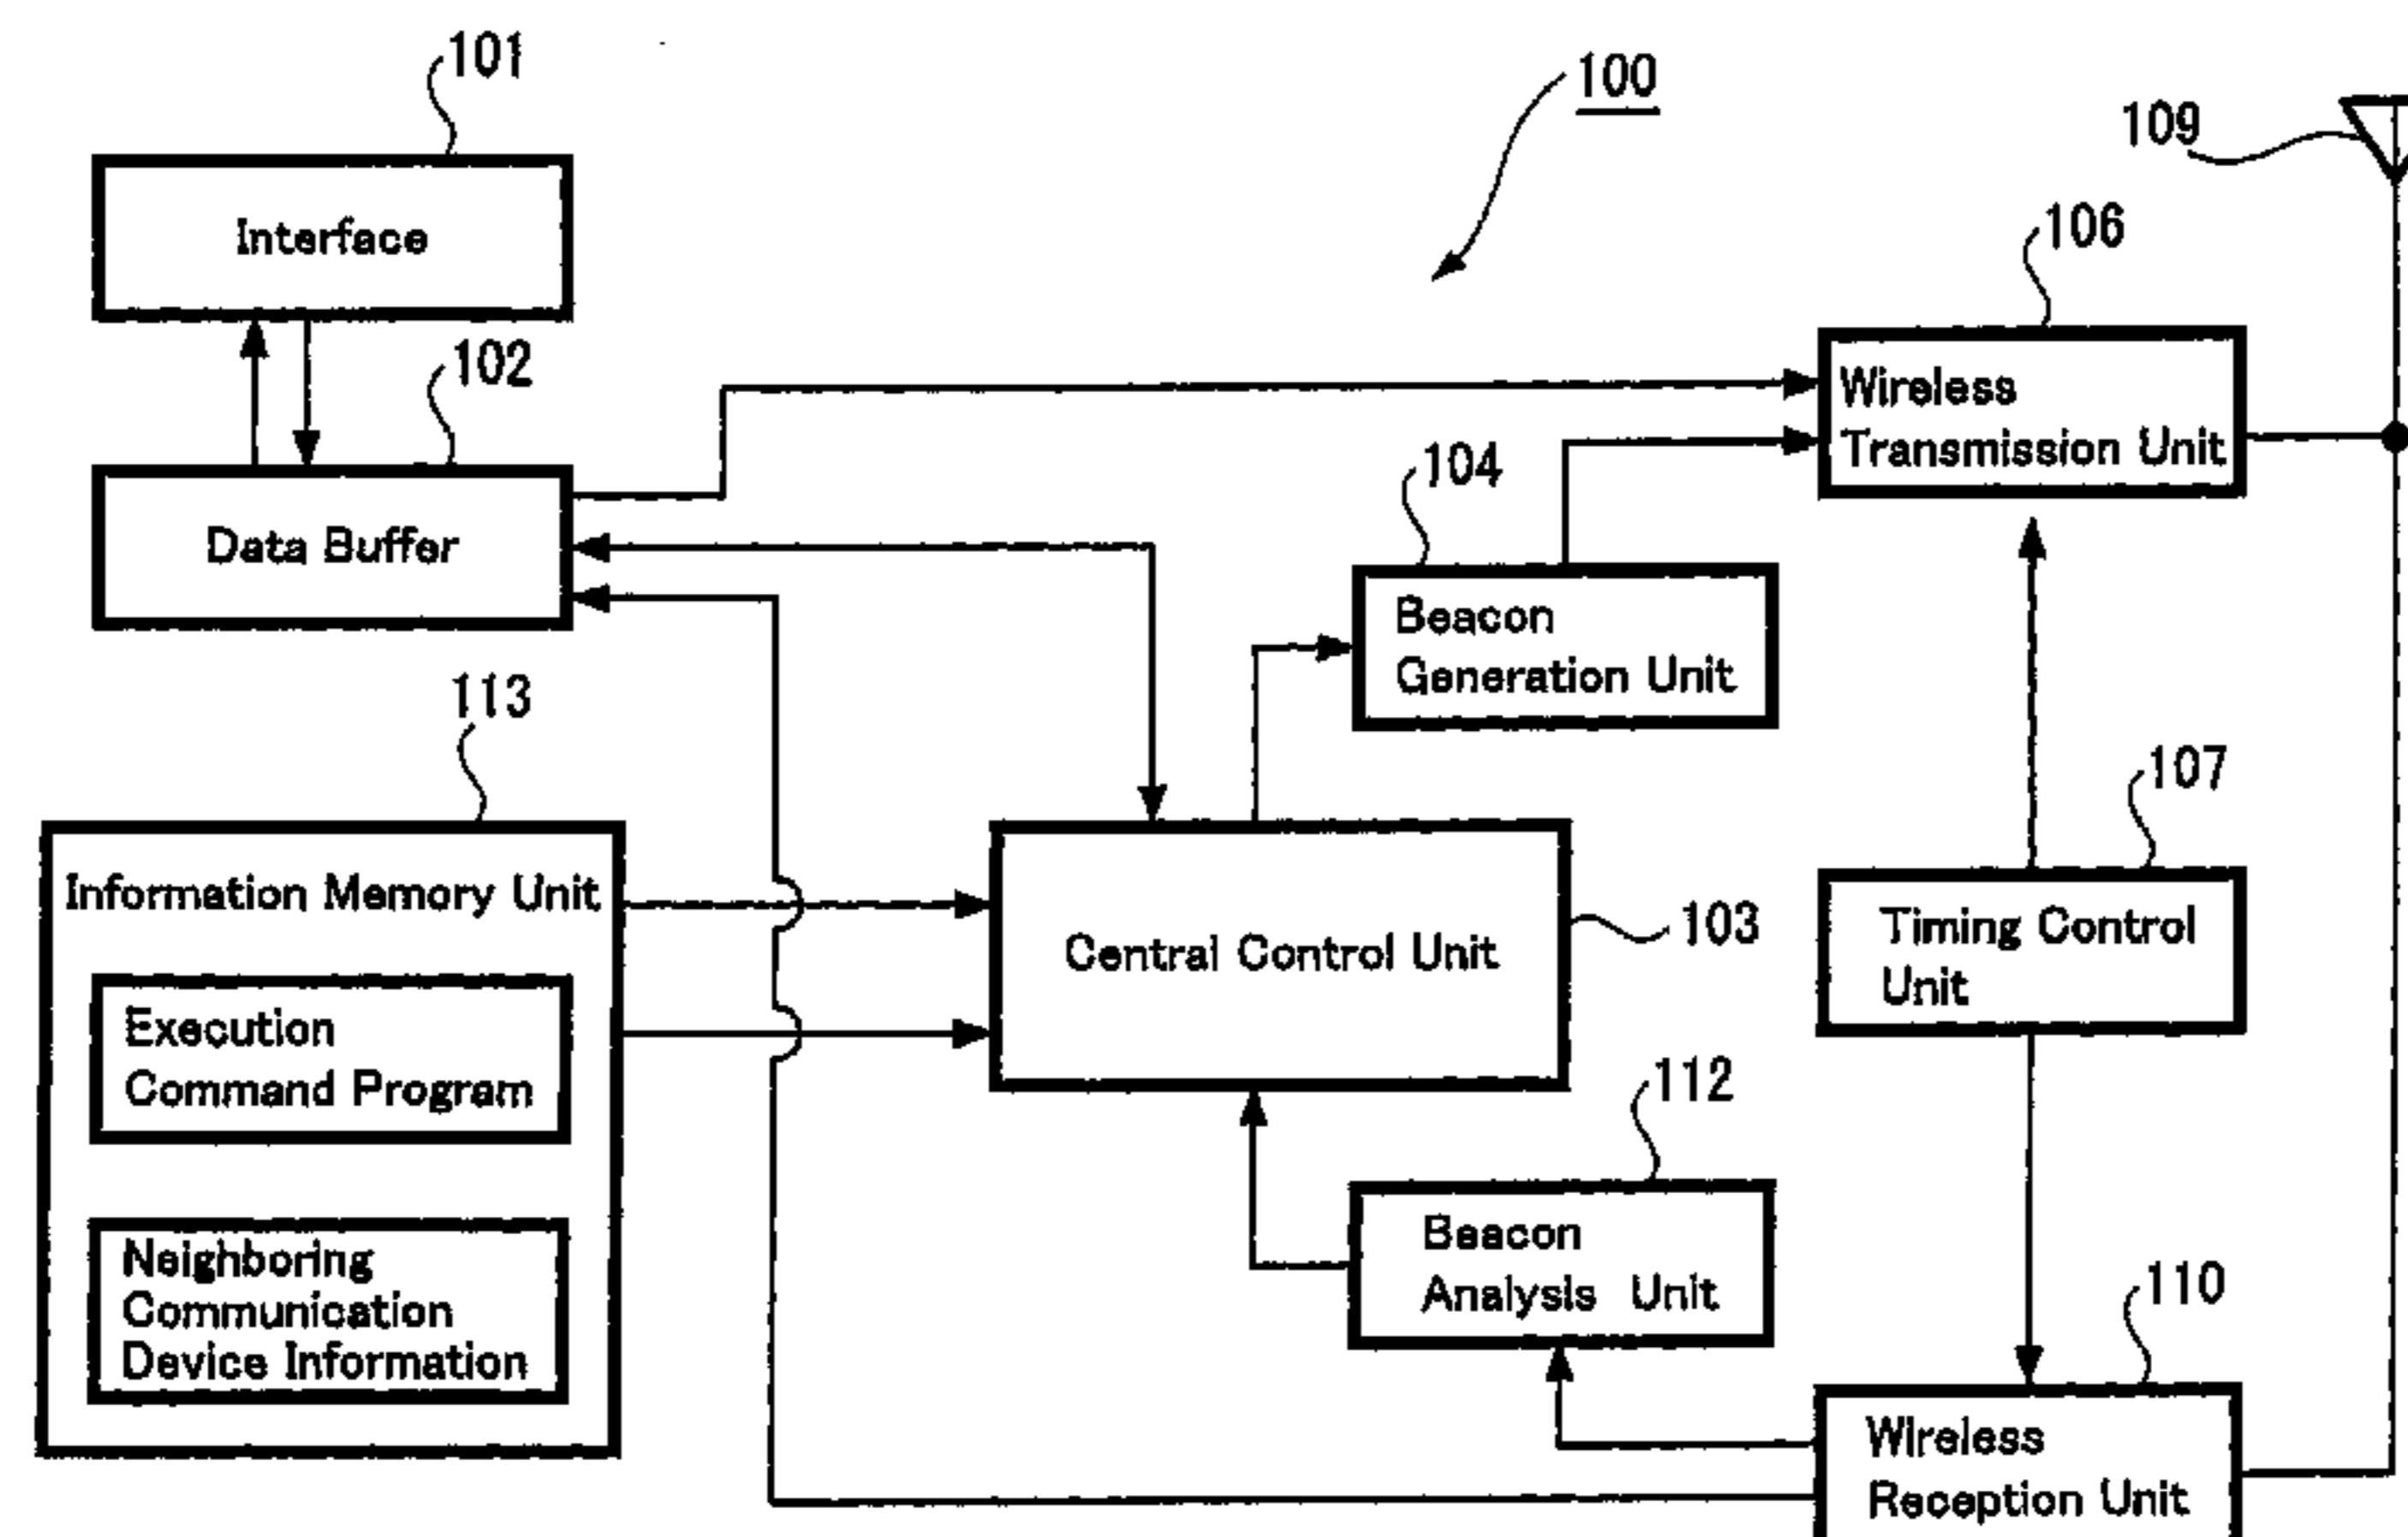 101
100
109
Interface
106
102
Wireless
Transmission Unit
104
Data Buffer
Beacon
Generation Unit
113
107
Information Memory Unit
Central Control Unit
103
Timing Control
Unit
Execution
Command Program
112
Beacon
Analysis Unit
Neighboring
Communication
Device Information
110
Wireless
Reception Unit